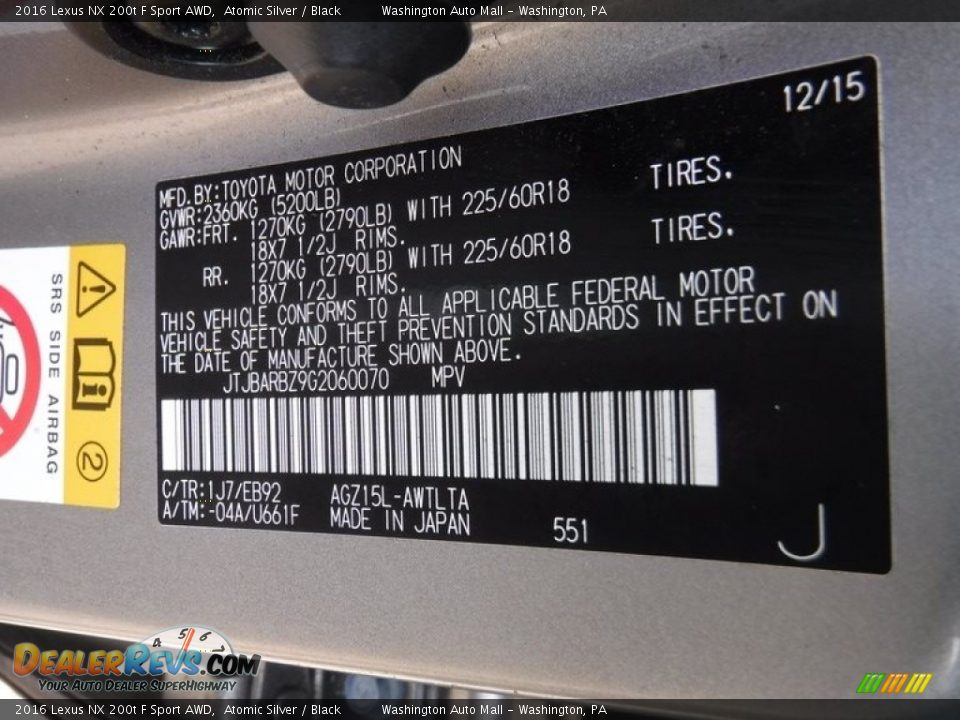 2016 Lexus NX 200t F Sport AWD,  Atomic Silver / Black          Washington Auto Mall - Washington, PA
12/15
MFD.BY:TOYOTA MOTOR CORPORATION
GVWR:2360KG (5200LB)
GAWR:FRT. 1270KG (2790LB) WITH 225/60R18 TIRES.
18X7 1/2J RIMS.
RR. 1270KG (2790LB) WITH 225/60R18 TIRES.
18X7 1/2J RIMS.
THIS VEHICLE CONFORMS TO ALL APPLICABLE FEDERAL MOTOR
VEHICLE SAFETY AND THEFT PREVENTION STANDARDS IN EFFECT ON
THE DATE OF MANUFACTURE SHOWN ABOVE.
JTJBARBZ9G2060070 MPV
C/TR:1J7/EB92 AGZ15L-AWTLTA
A/TM:-04A/U661F MADE IN JAPAN 551
J
SRS SIDE AIRBAG
2
4 5 6 7
DEALERREVS.COM
YOUR AUTO DEALER SUPERHIGHWAY
2016 Lexus NX 200t F Sport AWD,  Atomic Silver / Black          Washington Auto Mall - Washington, PA